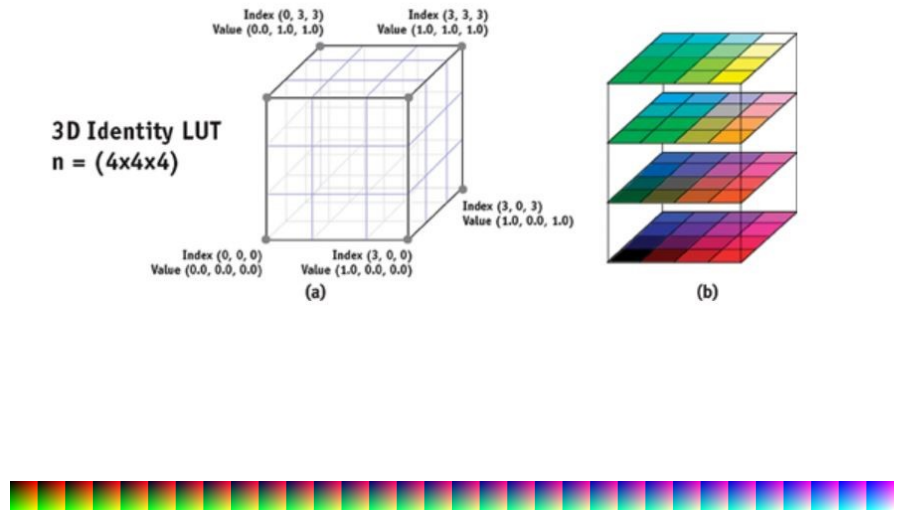 Index (0, 3, 3)
Value (0.0, 1.0, 1.0)
Index (3, 3, 3)
Value (1.0, 1.0, 1.0)
3D Identity LUT
n = (4x4x4)
Index (3, 0, 3)
Value (1.0, 0.0, 1.0)
Index (0, 0, 0)
Value (0.0, 0.0, 0.0)
Index (3, 0, 0)
Value (1.0, 0.0, 0.0)
(a)
(b)